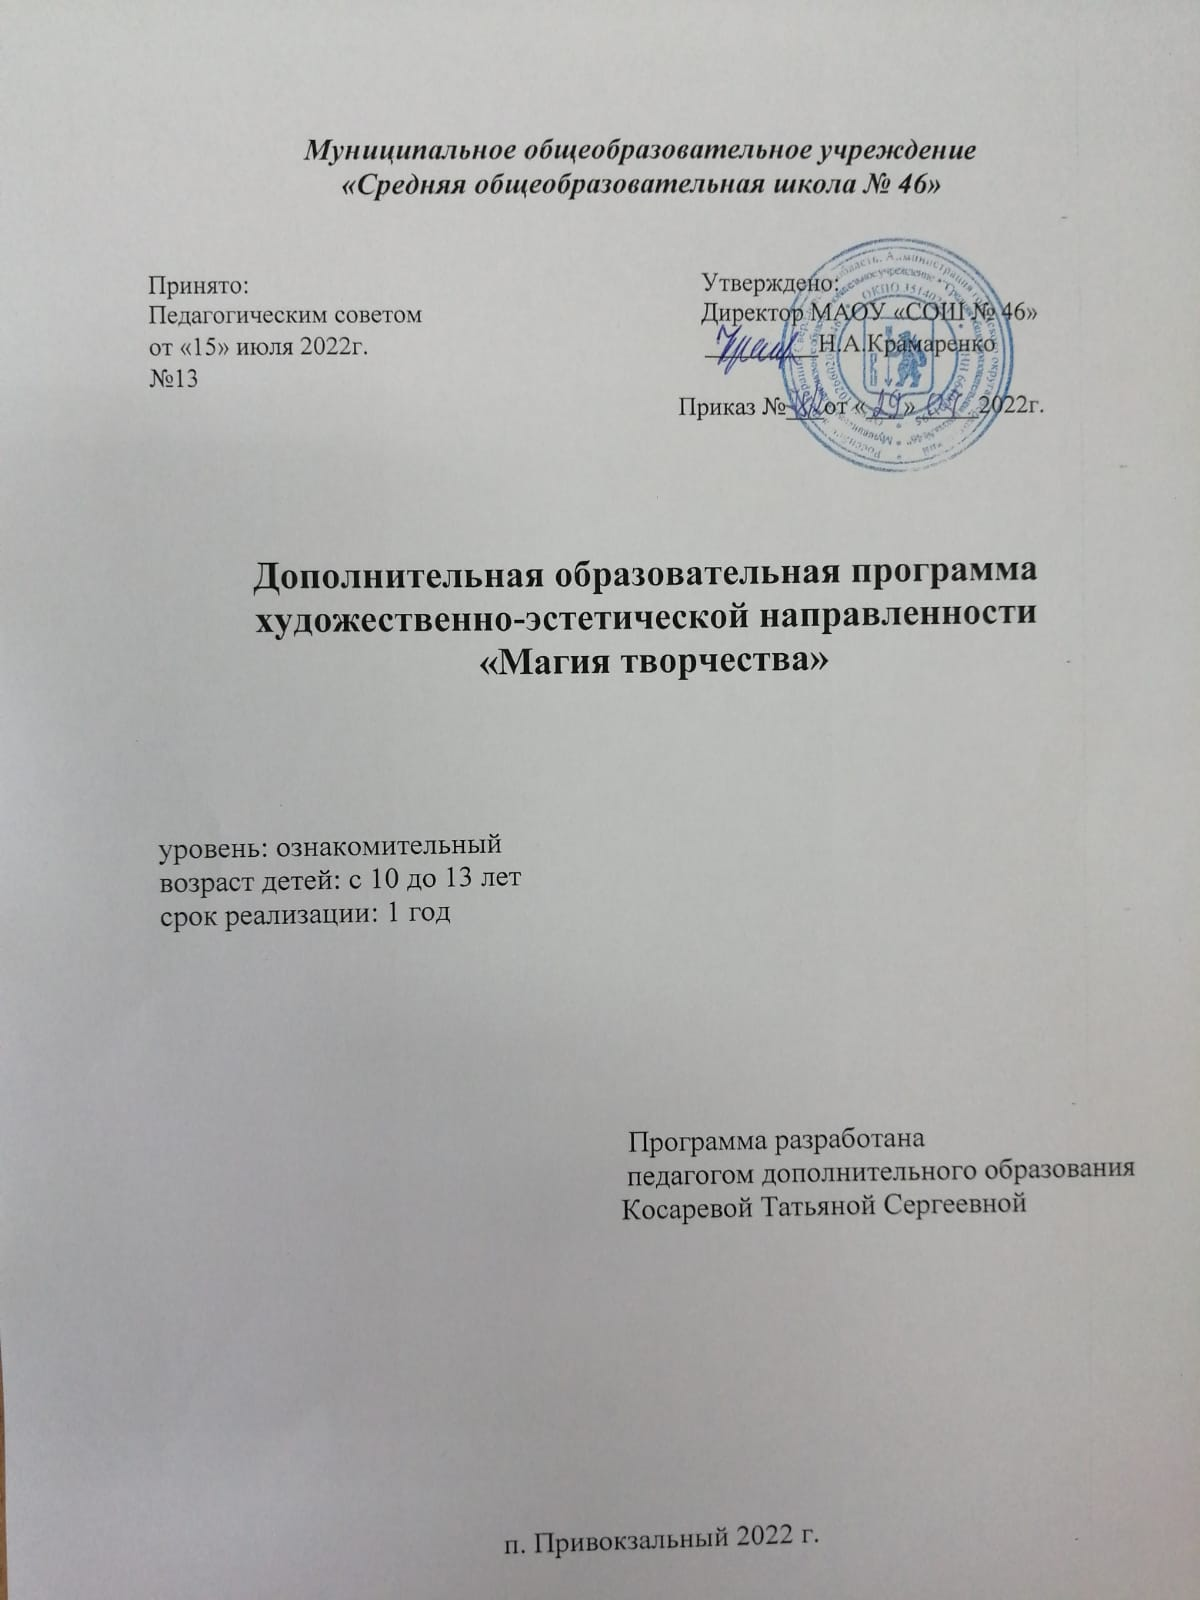 Муниципальное общеобразовательное учреждение
«Средняя общеобразовательная школа № 46»
Принято:
Педагогическим советом
от «15» июля 2022г.
№13
Утверждено:
Директор МАОУ «СОШ № 46»
Н.А.Крамаренко
Приказ № от «29» 07 2022г.
Дополнительная образовательная программа
художественно-эстетической направленности
«Магия творчества»
уровень: ознакомительный
возраст детей: с 10 до 13 лет
срок реализации: 1 год
Программа разработана
педагогом дополнительного образования
Косаревой Татьяной Сергеевной
п. Привокзальный 2022 г.